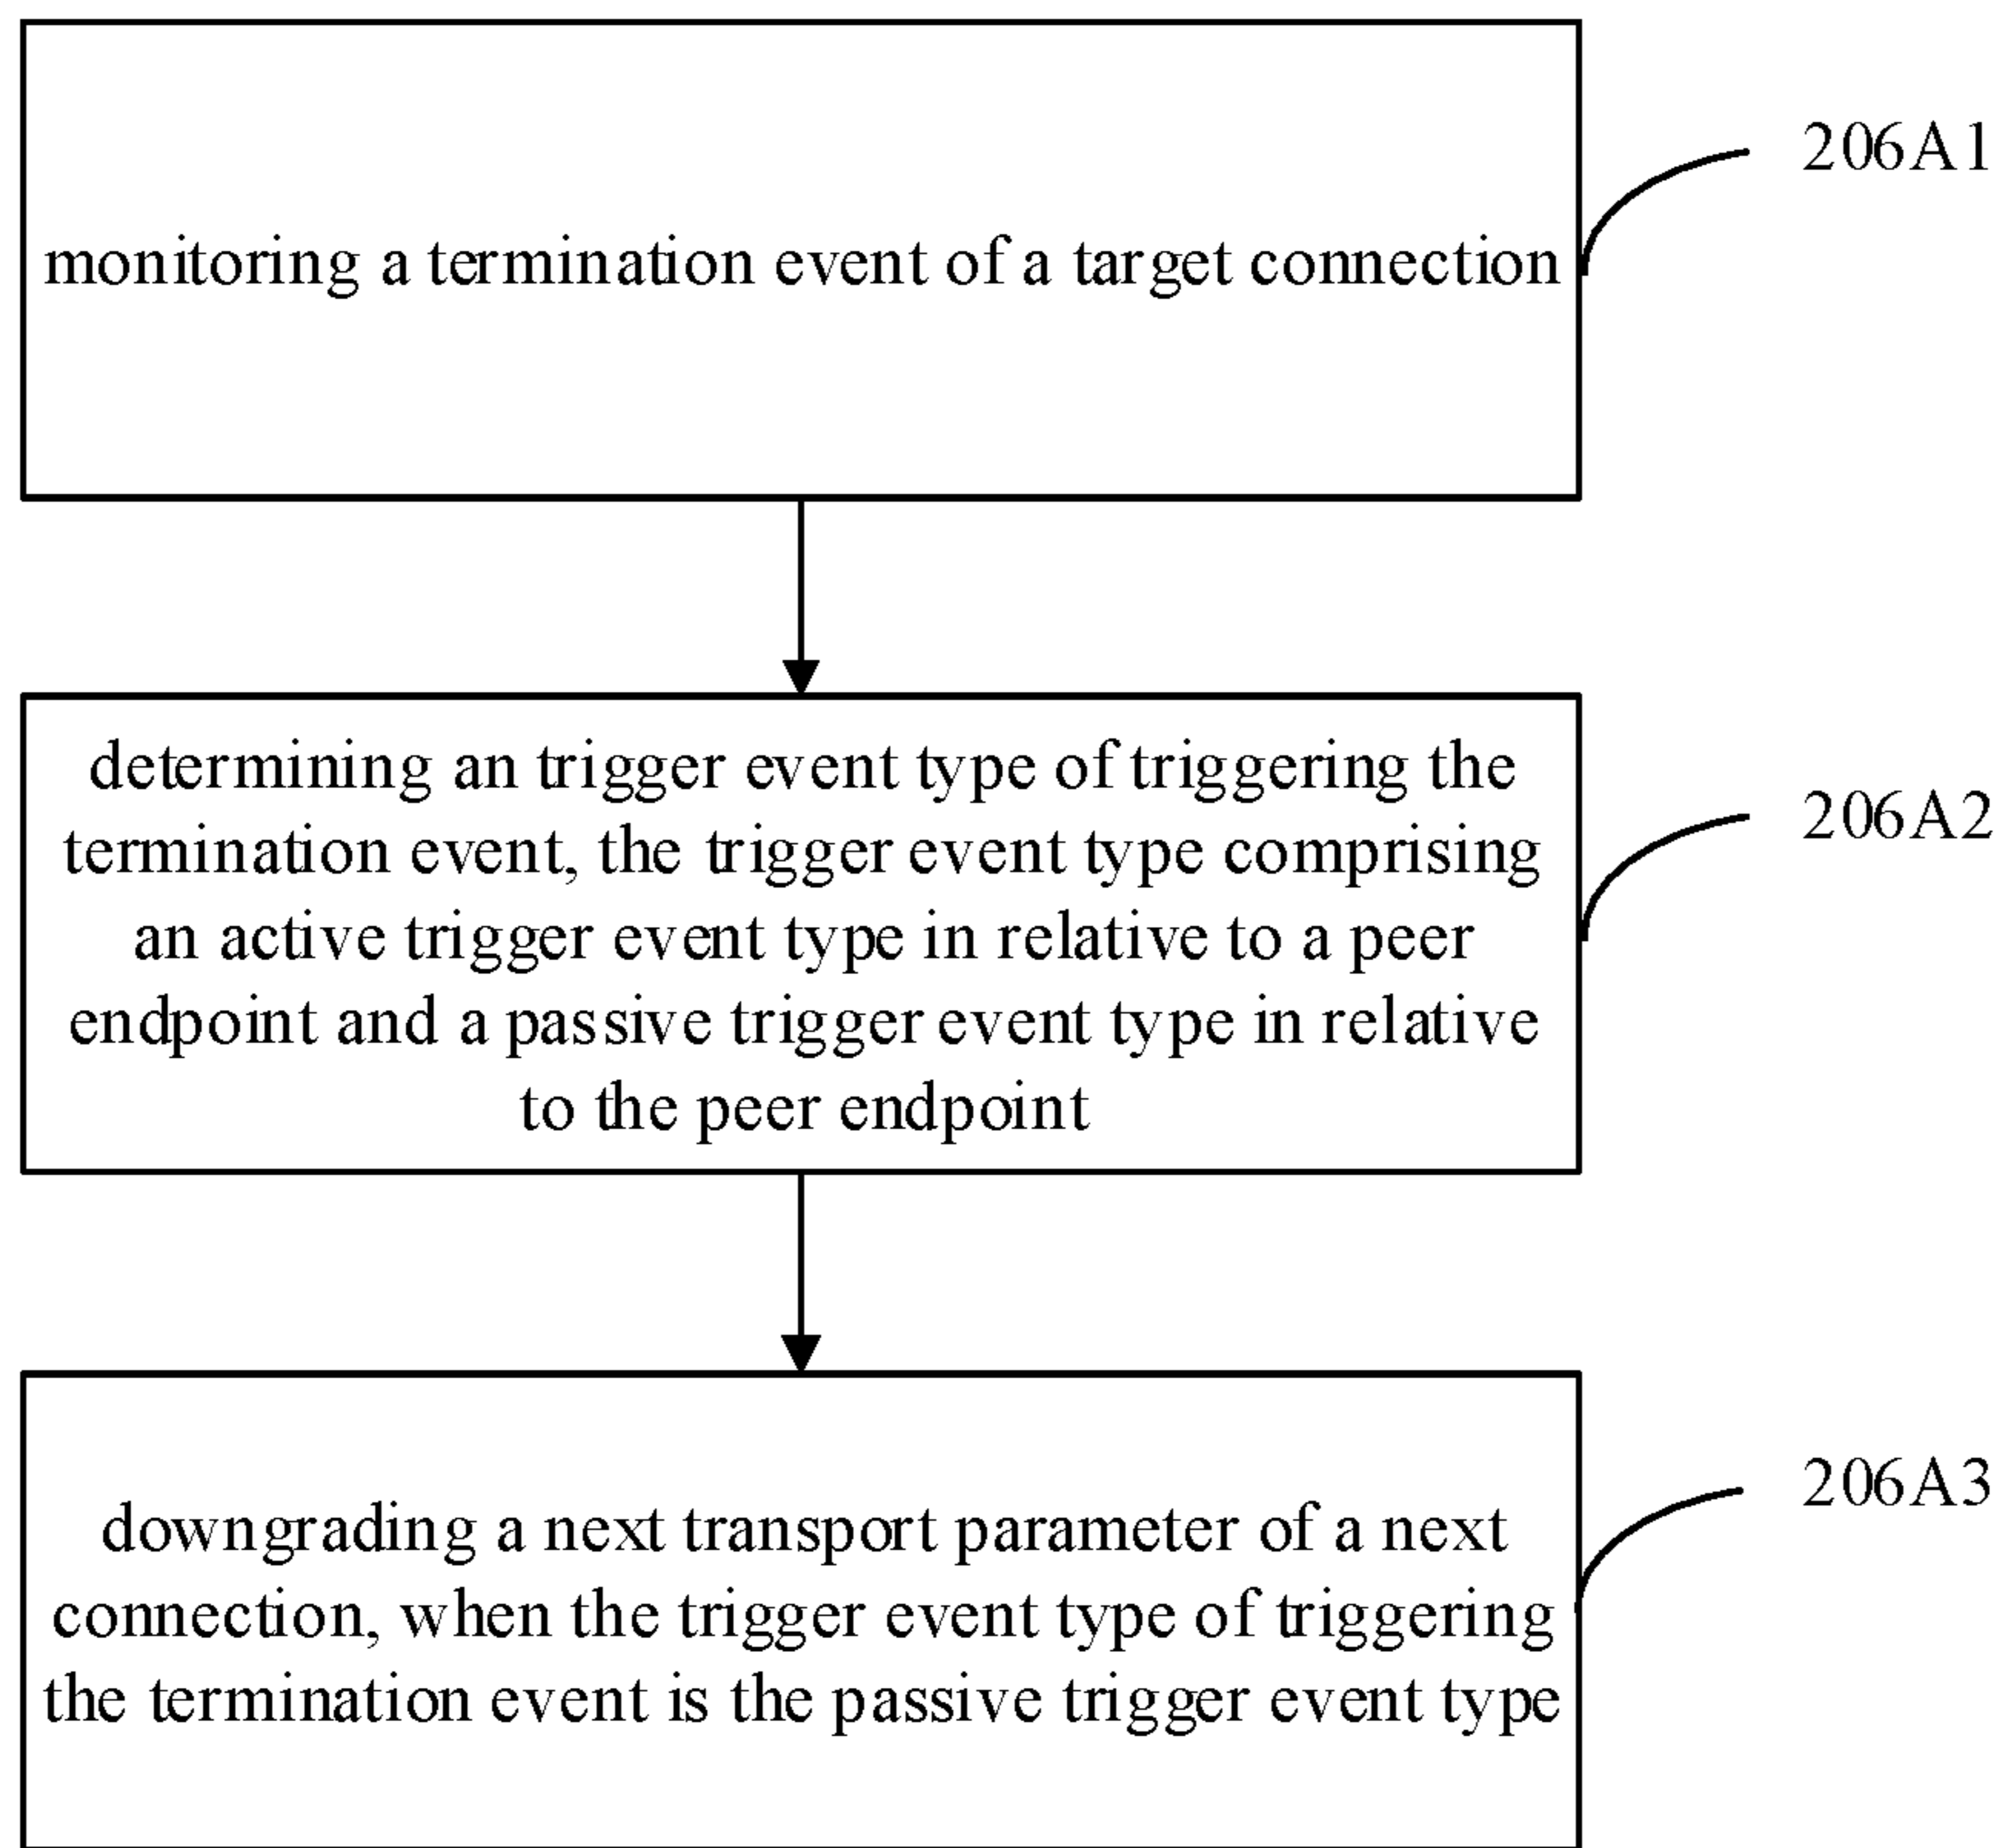 monitoring a termination event of a target connection
206A1
determining an trigger event type of triggering the
termination event, the trigger event type comprising
an active trigger event type in relative to a peer
endpoint and a passive trigger event type in relative
to the peer endpoint
206A2
downgrading a next transport parameter of a next
connection, when the trigger event type of triggering
the termination event is the passive trigger event type
206A3